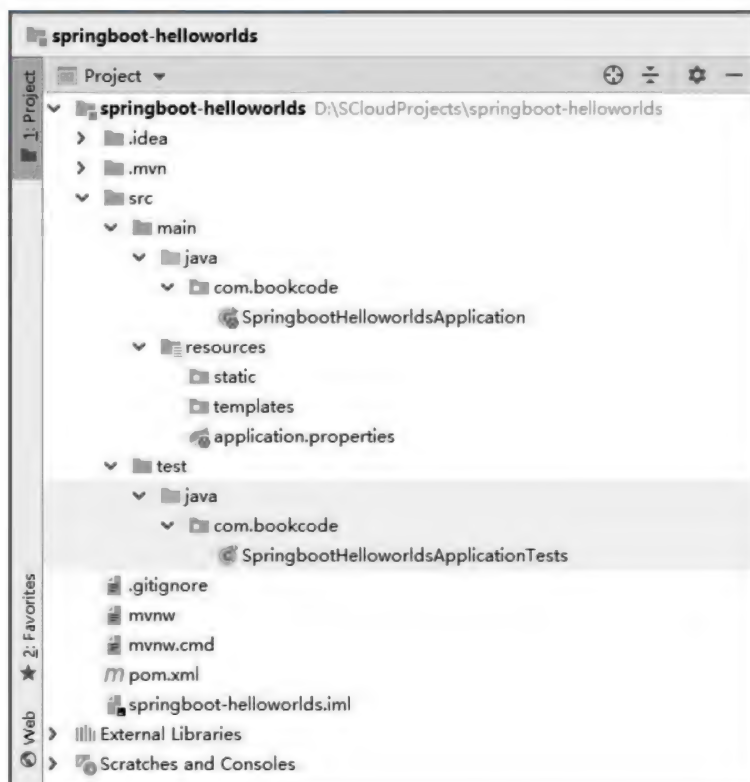 springboot-helloworlds
Project
springboot-helloworlds D:\SCloudProjects\springboot-helloworlds
.idea
.mvn
src
main
java
com.bookcode
SpringbootHelloworldsApplication
resources
static
templates
application.properties
test
java
com.bookcode
SpringbootHelloworldsApplicationTests
.gitignore
mvnw
mvnw.cmd
pom.xml
springboot-helloworlds.iml
External Libraries
Scratches and Consoles
1: Project
2: Favorites
Web